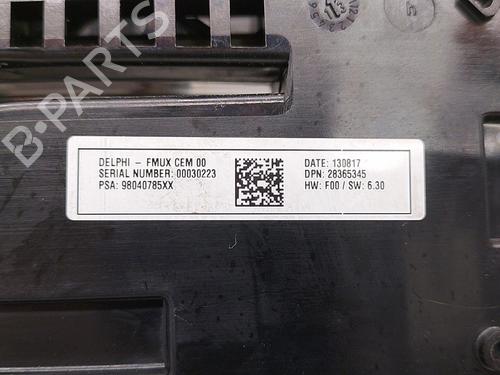 B-PARTS
DELPHI - FMUX CEM 00
SERIAL NUMBER: 00030223
PSA: 98040785XX
DATE: 130817
DPN: 28365345
HW: F00 / SW: 6.30